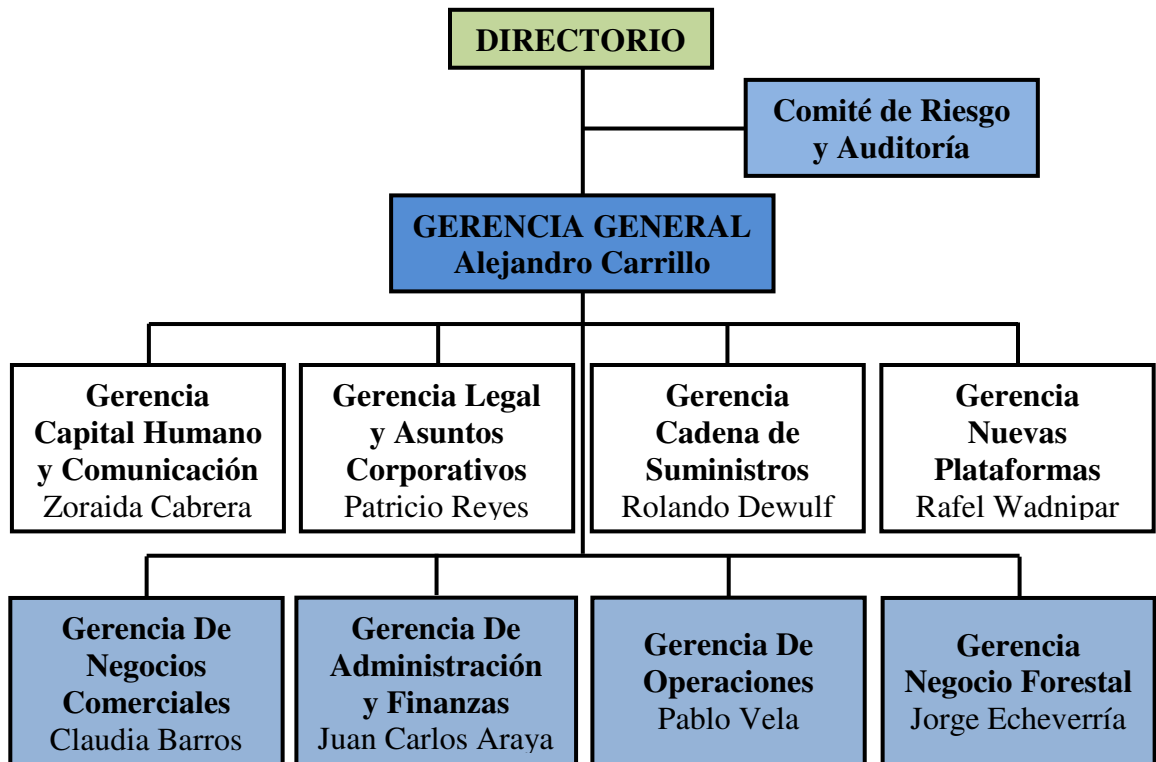 DIRECTORIO
Comité de Riesgo
y Auditoría
GERENCIA GENERAL
Alejandro Carrillo
Gerencia
Capital Humano
y Comunicación
Zoraida Cabrera
Gerencia Legal
y Asuntos
Corporativos
Patricio Reyes
Gerencia
Cadena de
Suministros
Rolando Dewulf
Gerencia
Nuevas
Plataformas
Rafel Wadnipar
Gerencia De
Negocios
Comerciales
Claudia Barros
Gerencia De
Administración
y Finanzas
Juan Carlos Araya
Gerencia De
Operaciones
Pablo Vela
Gerencia
Negocio Forestal
Jorge Echeverría